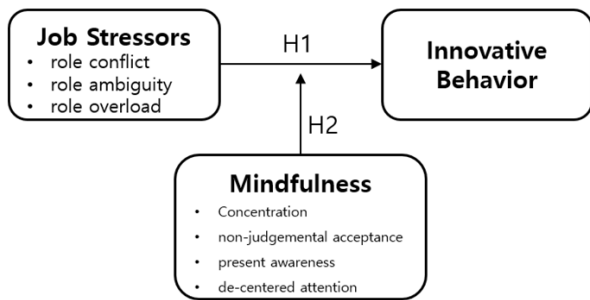 Job Stressors
• role conflict
• role ambiguity
• role overload
H1
Innovative
Behavior
H2
Mindfulness
• Concentration
• non-judgemental acceptance
• present awareness
• de-centered attention